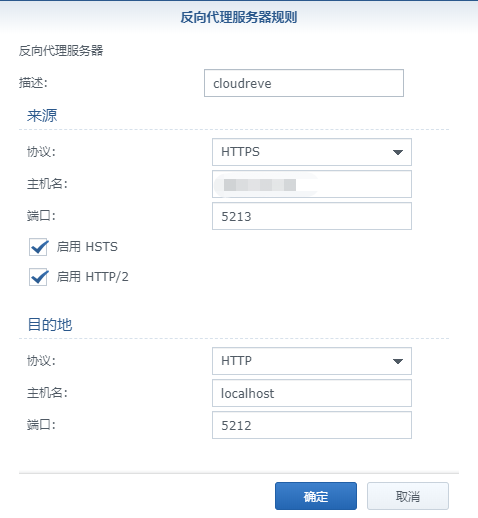 反向代理服务器规则
反向代理服务器
描述: cloudreve
来源
协议: HTTPS
主机名:
端口: 5213
启用 HSTS
启用 HTTP/2
目的地
协议: HTTP
主机名: localhost
端口: 5212
确定 取消